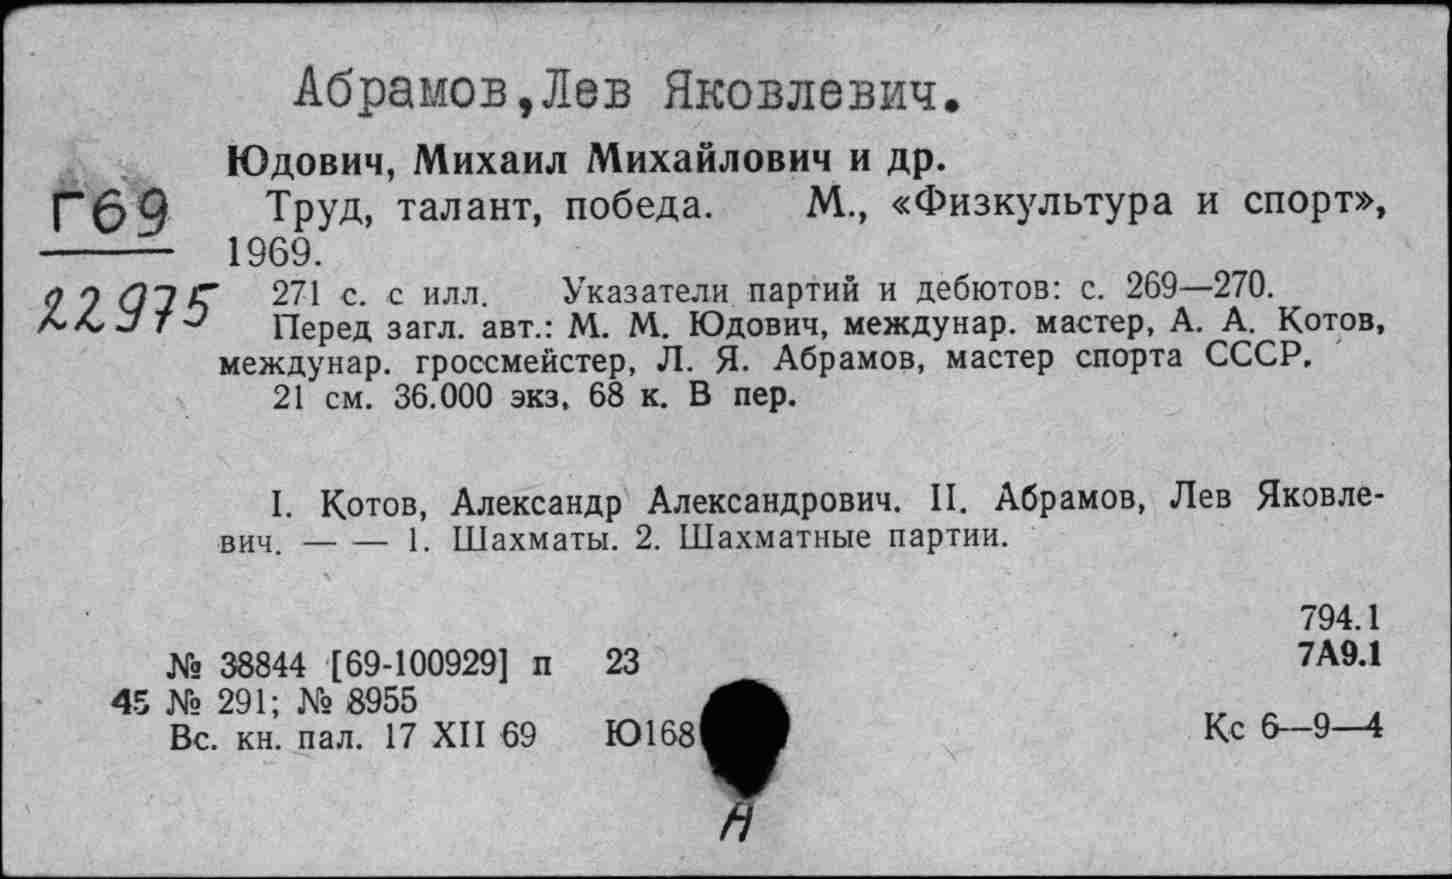 Абрамов,Лев Яковлевич.
Юдович, Михаил Михайлович и др.
Г69
Труд, талант, победа. М., «Физкультура и спорт»,
1969.
22975
271 с. с илл. Указатели партий и дебютов: с. 269—270.
Перед загл. авт.: М. М. Юдович, междунар. мастер, А. А. Котов,
междунар. гроссмейстер, Л. Я. Абрамов, мастер спорта СССР.
21 см. 36.000 экз. 68 к. В пер.
I. Котов, Александр Александрович. II. Абрамов, Лев Яковле-
вич. — — 1. Шахматы. 2. Шахматные партии.
794.1
7А9.1
№ 38844 [69-100929] п 23
45 № 291; № 8955
Вс. кн. пал. 17 XII 69 Ю168
Кс 6—9—4
Я